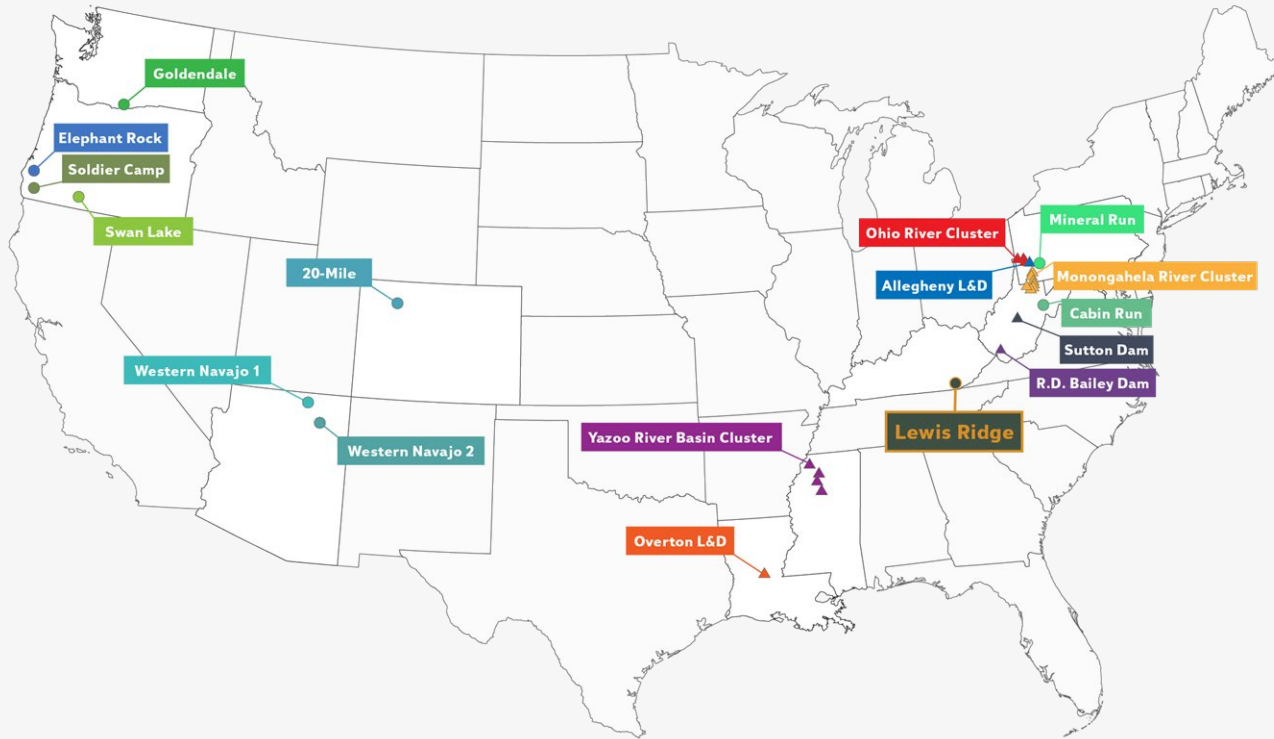 Goldendale
Elephant Rock
Soldier Camp
Swan Lake
20-Mile
Western Navajo 1
Western Navajo 2
Ohio River Cluster
Mineral Run
Allegheny L&D
Monongahela River Cluster
Cabin Run
Sutton Dam
R.D. Bailey Dam
Lewis Ridge
Yazoo River Basin Cluster
Overton L&D